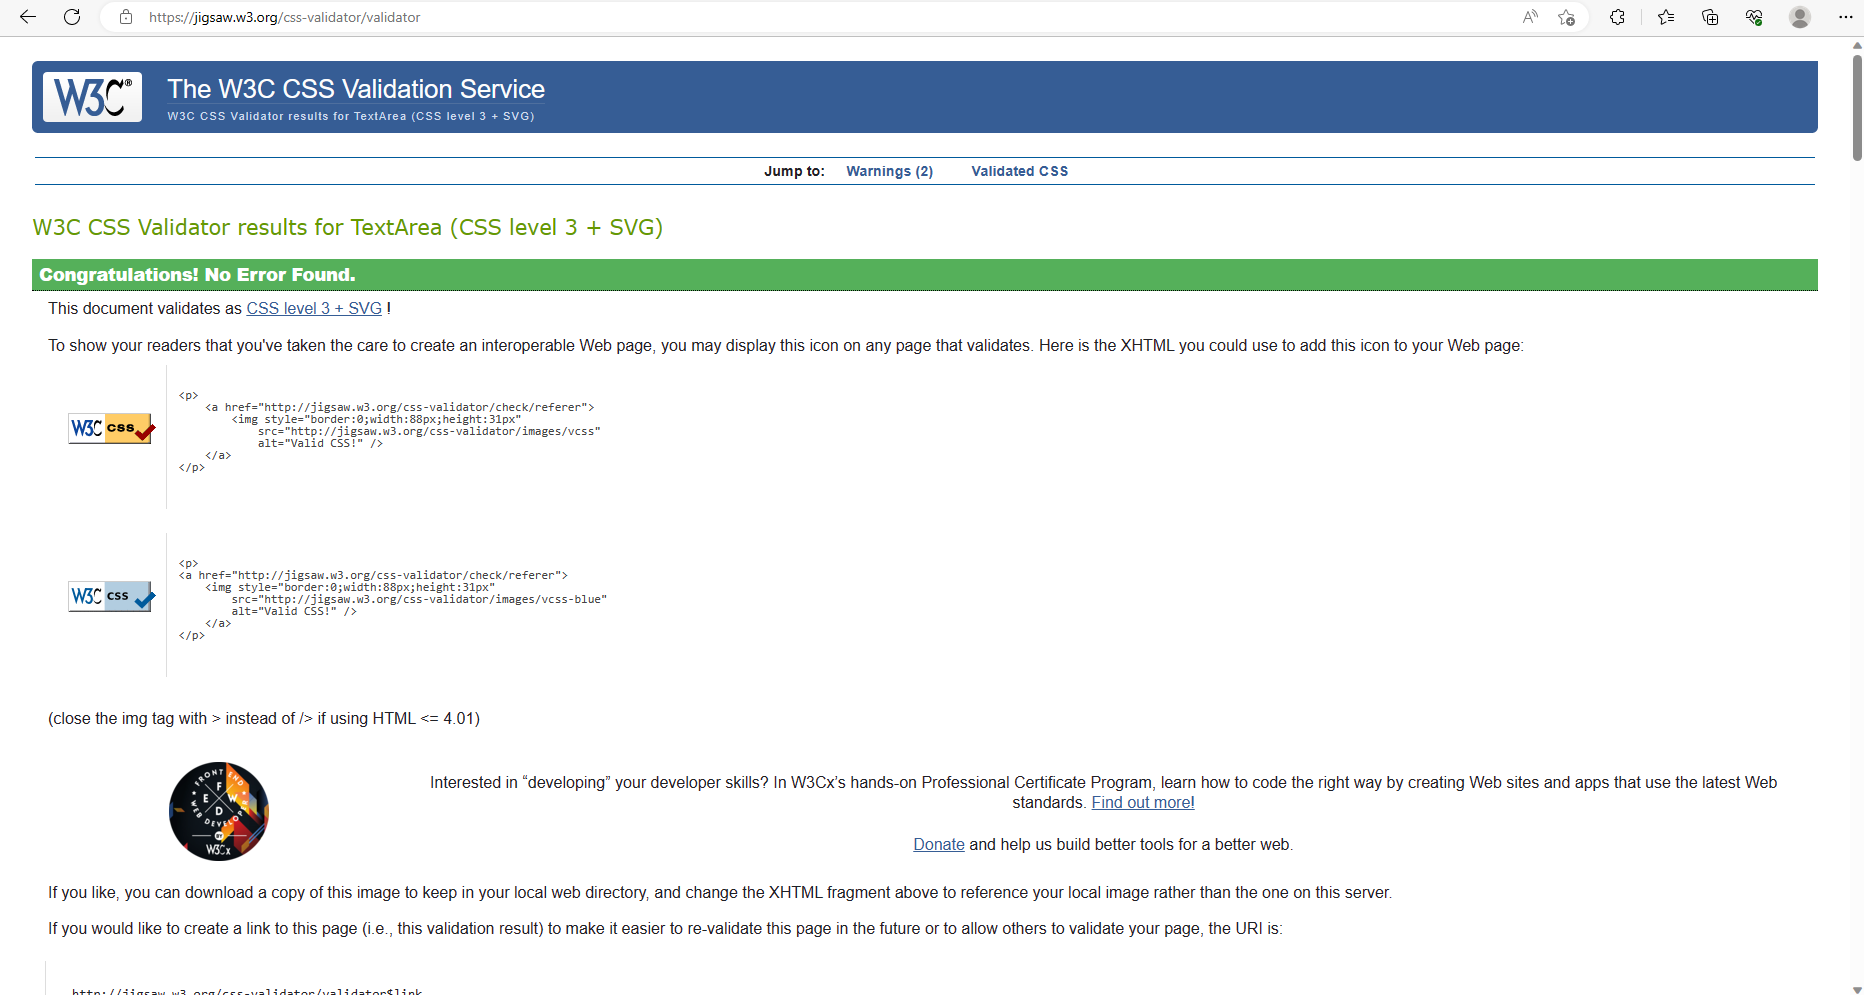 https://jigsaw.w3.org/css-validator/validator
W3C®
The W3C CSS Validation Service
W3C CSS Validator results for TextArea (CSS level 3 + SVG)
Jump to: Warnings (2) Validated CSS
W3C CSS Validator results for TextArea (CSS level 3 + SVG)
Congratulations! No Error Found.
This document validates as CSS level 3 + SVG !
To show your readers that you've taken the care to create an interoperable Web page, you may display this icon on any page that validates. Here is the XHTML you could use to add this icon to your Web page:
W3C css
<p>
<a href="http://jigsaw.w3.org/css-validator/check/referer">
<img style="border:0;width:88px;height:31px"
src="http://jigsaw.w3.org/css-validator/images/vcss"
alt="Valid CSS!" />
</a>
</p>
W3C css
<p>
<a href="http://jigsaw.w3.org/css-validator/check/referer">
<img style="border:0;width:88px;height:31px"
src="http://jigsaw.w3.org/css-validator/images/vcss-blue"
alt="Valid CSS!" />
</a>
</p>
(close the img tag with > instead of /> if using HTML <= 4.01)
FRONT END
F
E W
D
WEB DEVELOPER
BY
W3Cx
Interested in “developing” your developer skills? In W3Cx’s hands-on Professional Certificate Program, learn how to code the right way by creating Web sites and apps that use the latest Web
standards. Find out more!
Donate and help us build better tools for a better web.
If you like, you can download a copy of this image to keep in your local web directory, and change the XHTML fragment above to reference your local image rather than the one on this server.
If you would like to create a link to this page (i.e., this validation result) to make it easier to re-validate this page in the future or to allow others to validate your page, the URI is:
http://jigsaw.w3.org/css-validator/validator$link